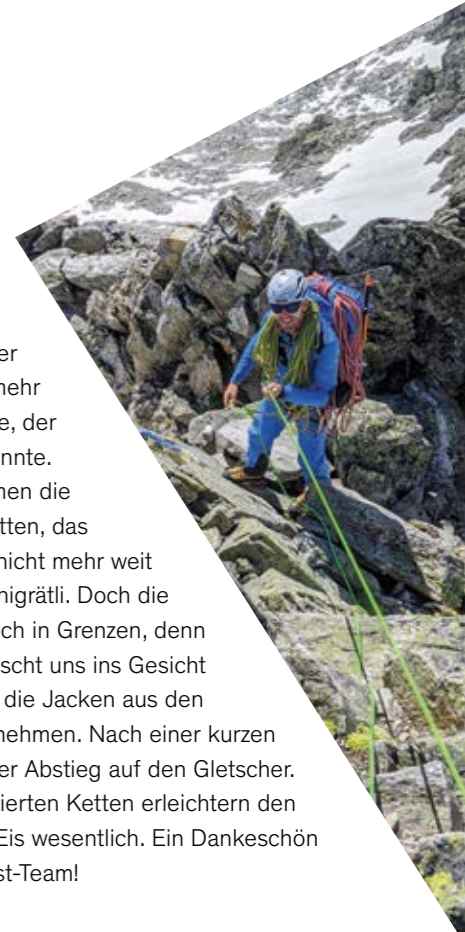 er
nehr
e, der
nnte.
nen die
tten, das
nicht mehr weit
nigrätli. Doch die
ch in Grenzen, denn
scht uns ins Gesicht
die Jacken aus den
nehmen. Nach einer kurzen
er Abstieg auf den Gletscher.
ierten Ketten erleichtern den
Eis wesentlich. Ein Dankeschön
st-Team!